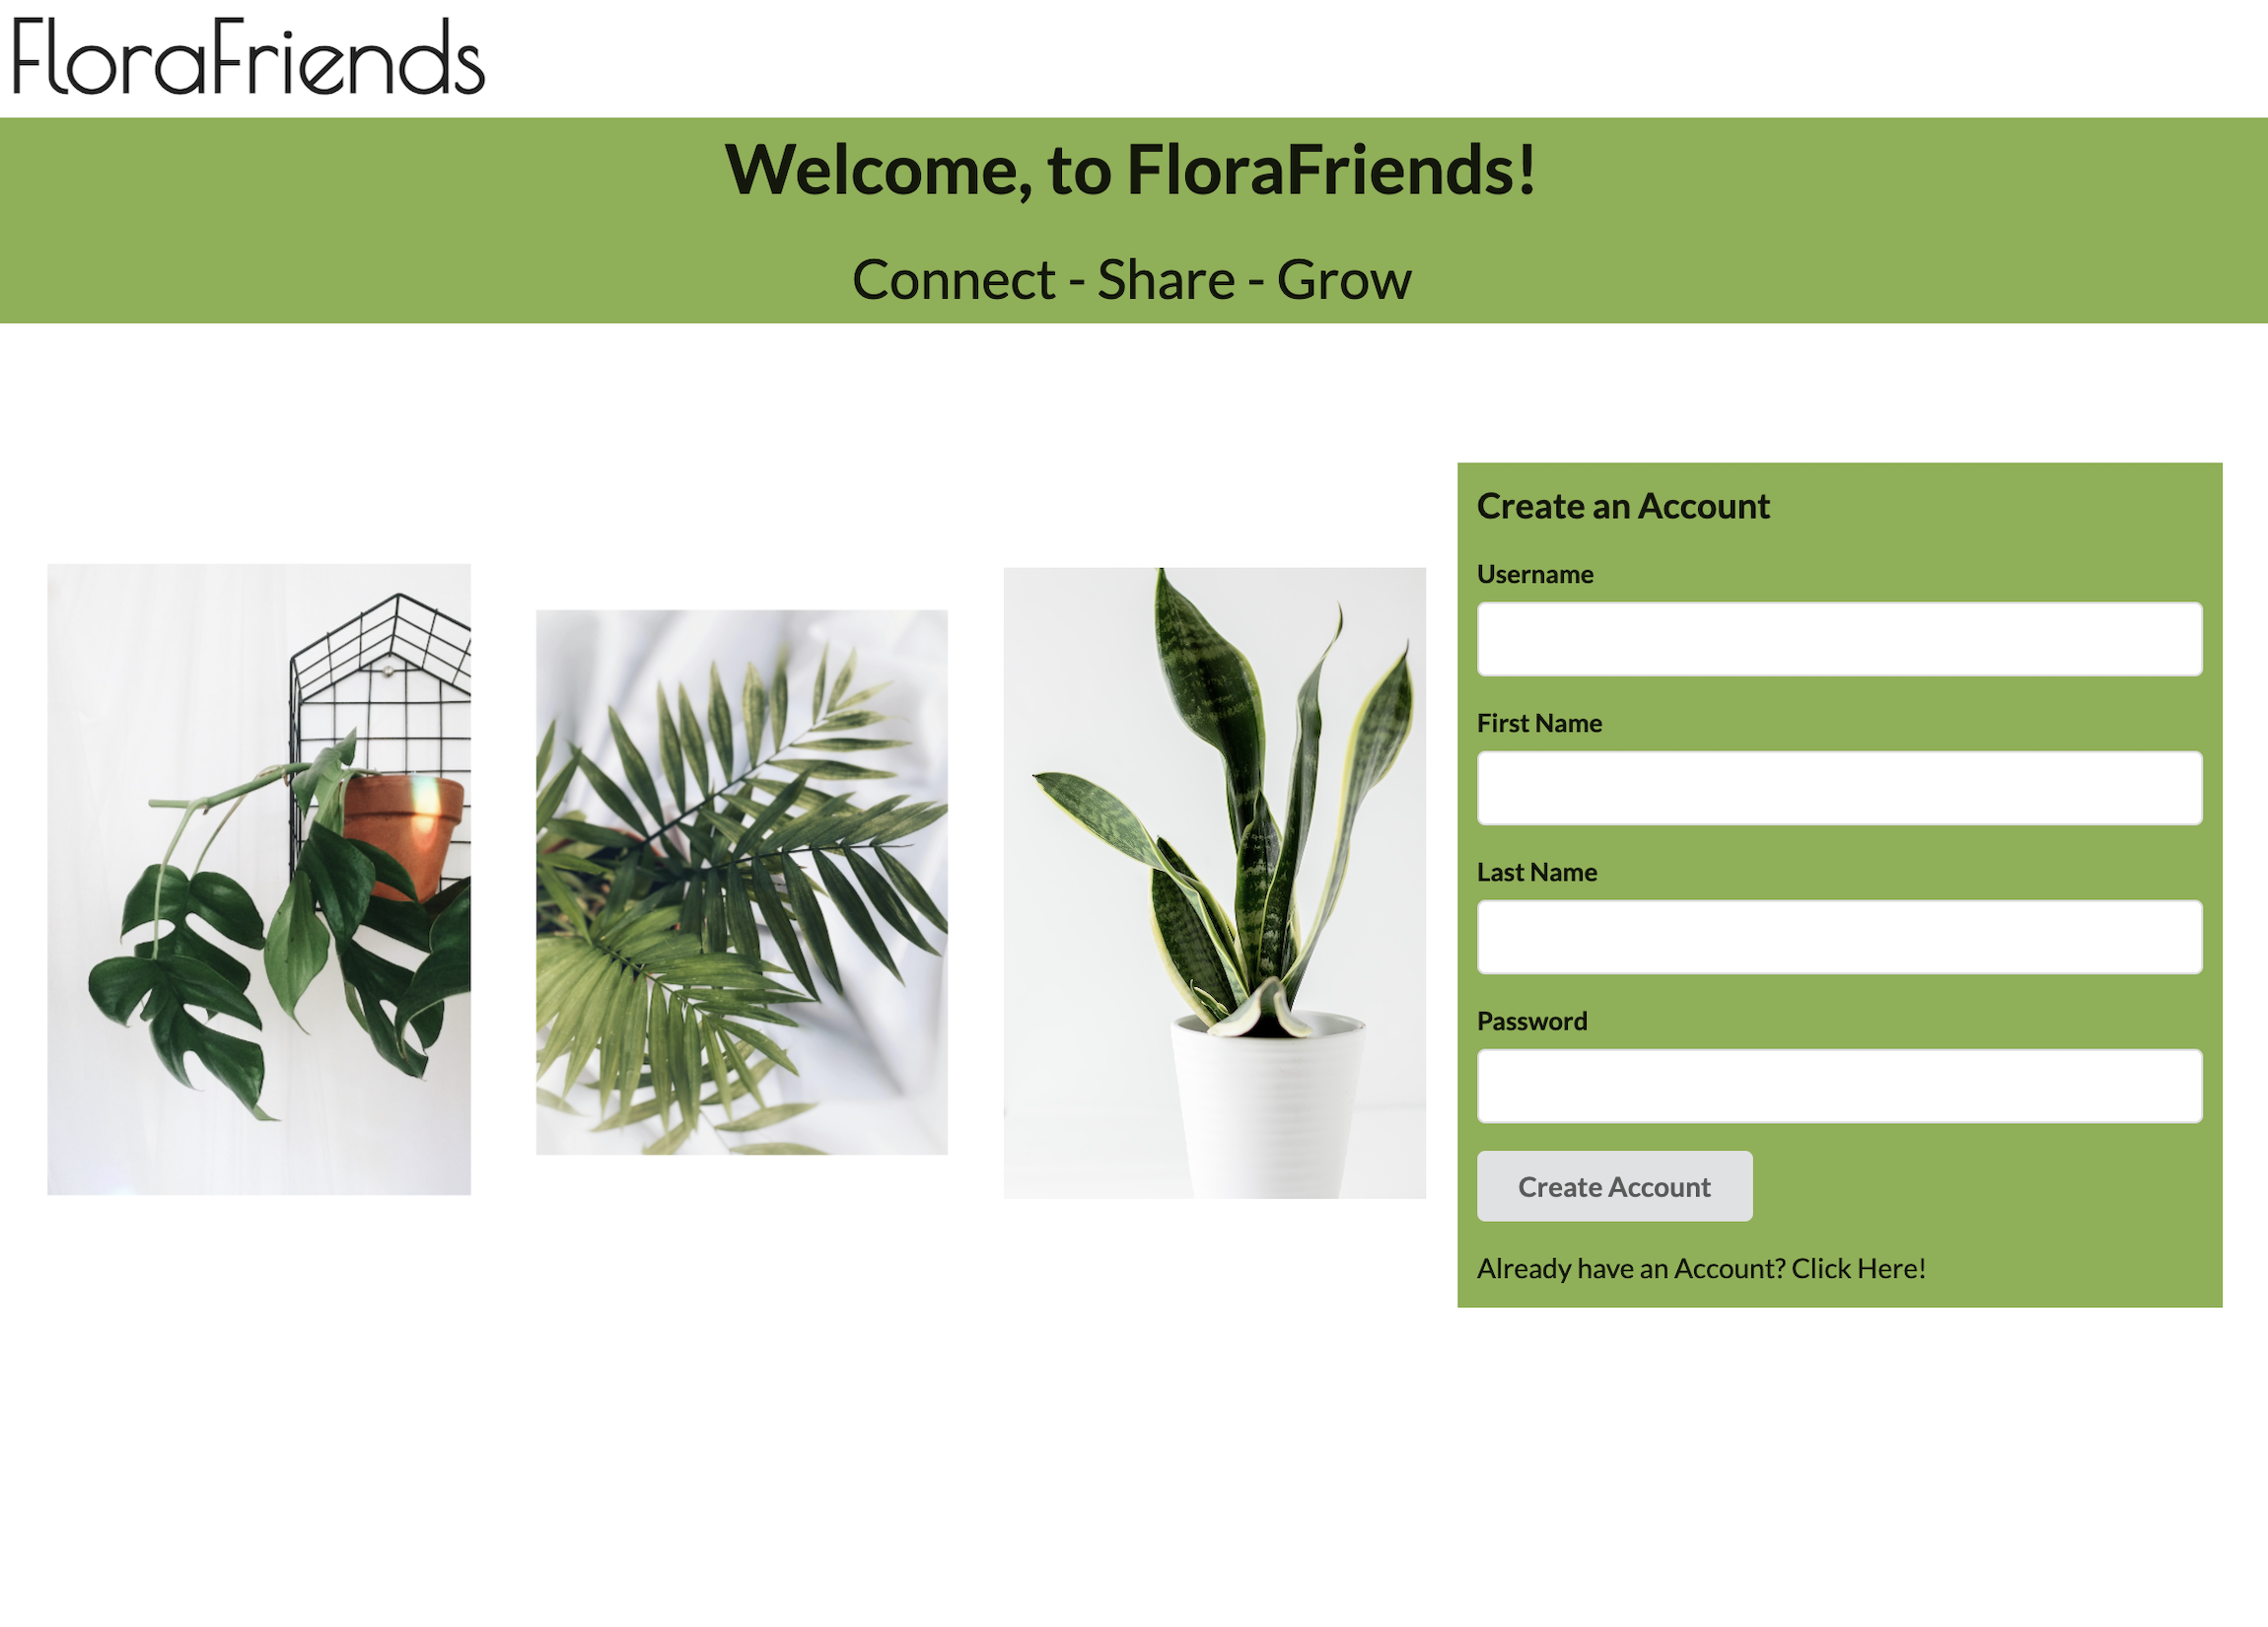 FloraFriends
Welcome, to FloraFriends!
Connect - Share - Grow
Create an Account
Username
First Name
Last Name
Password
Create Account
Already have an Account? Click Here!